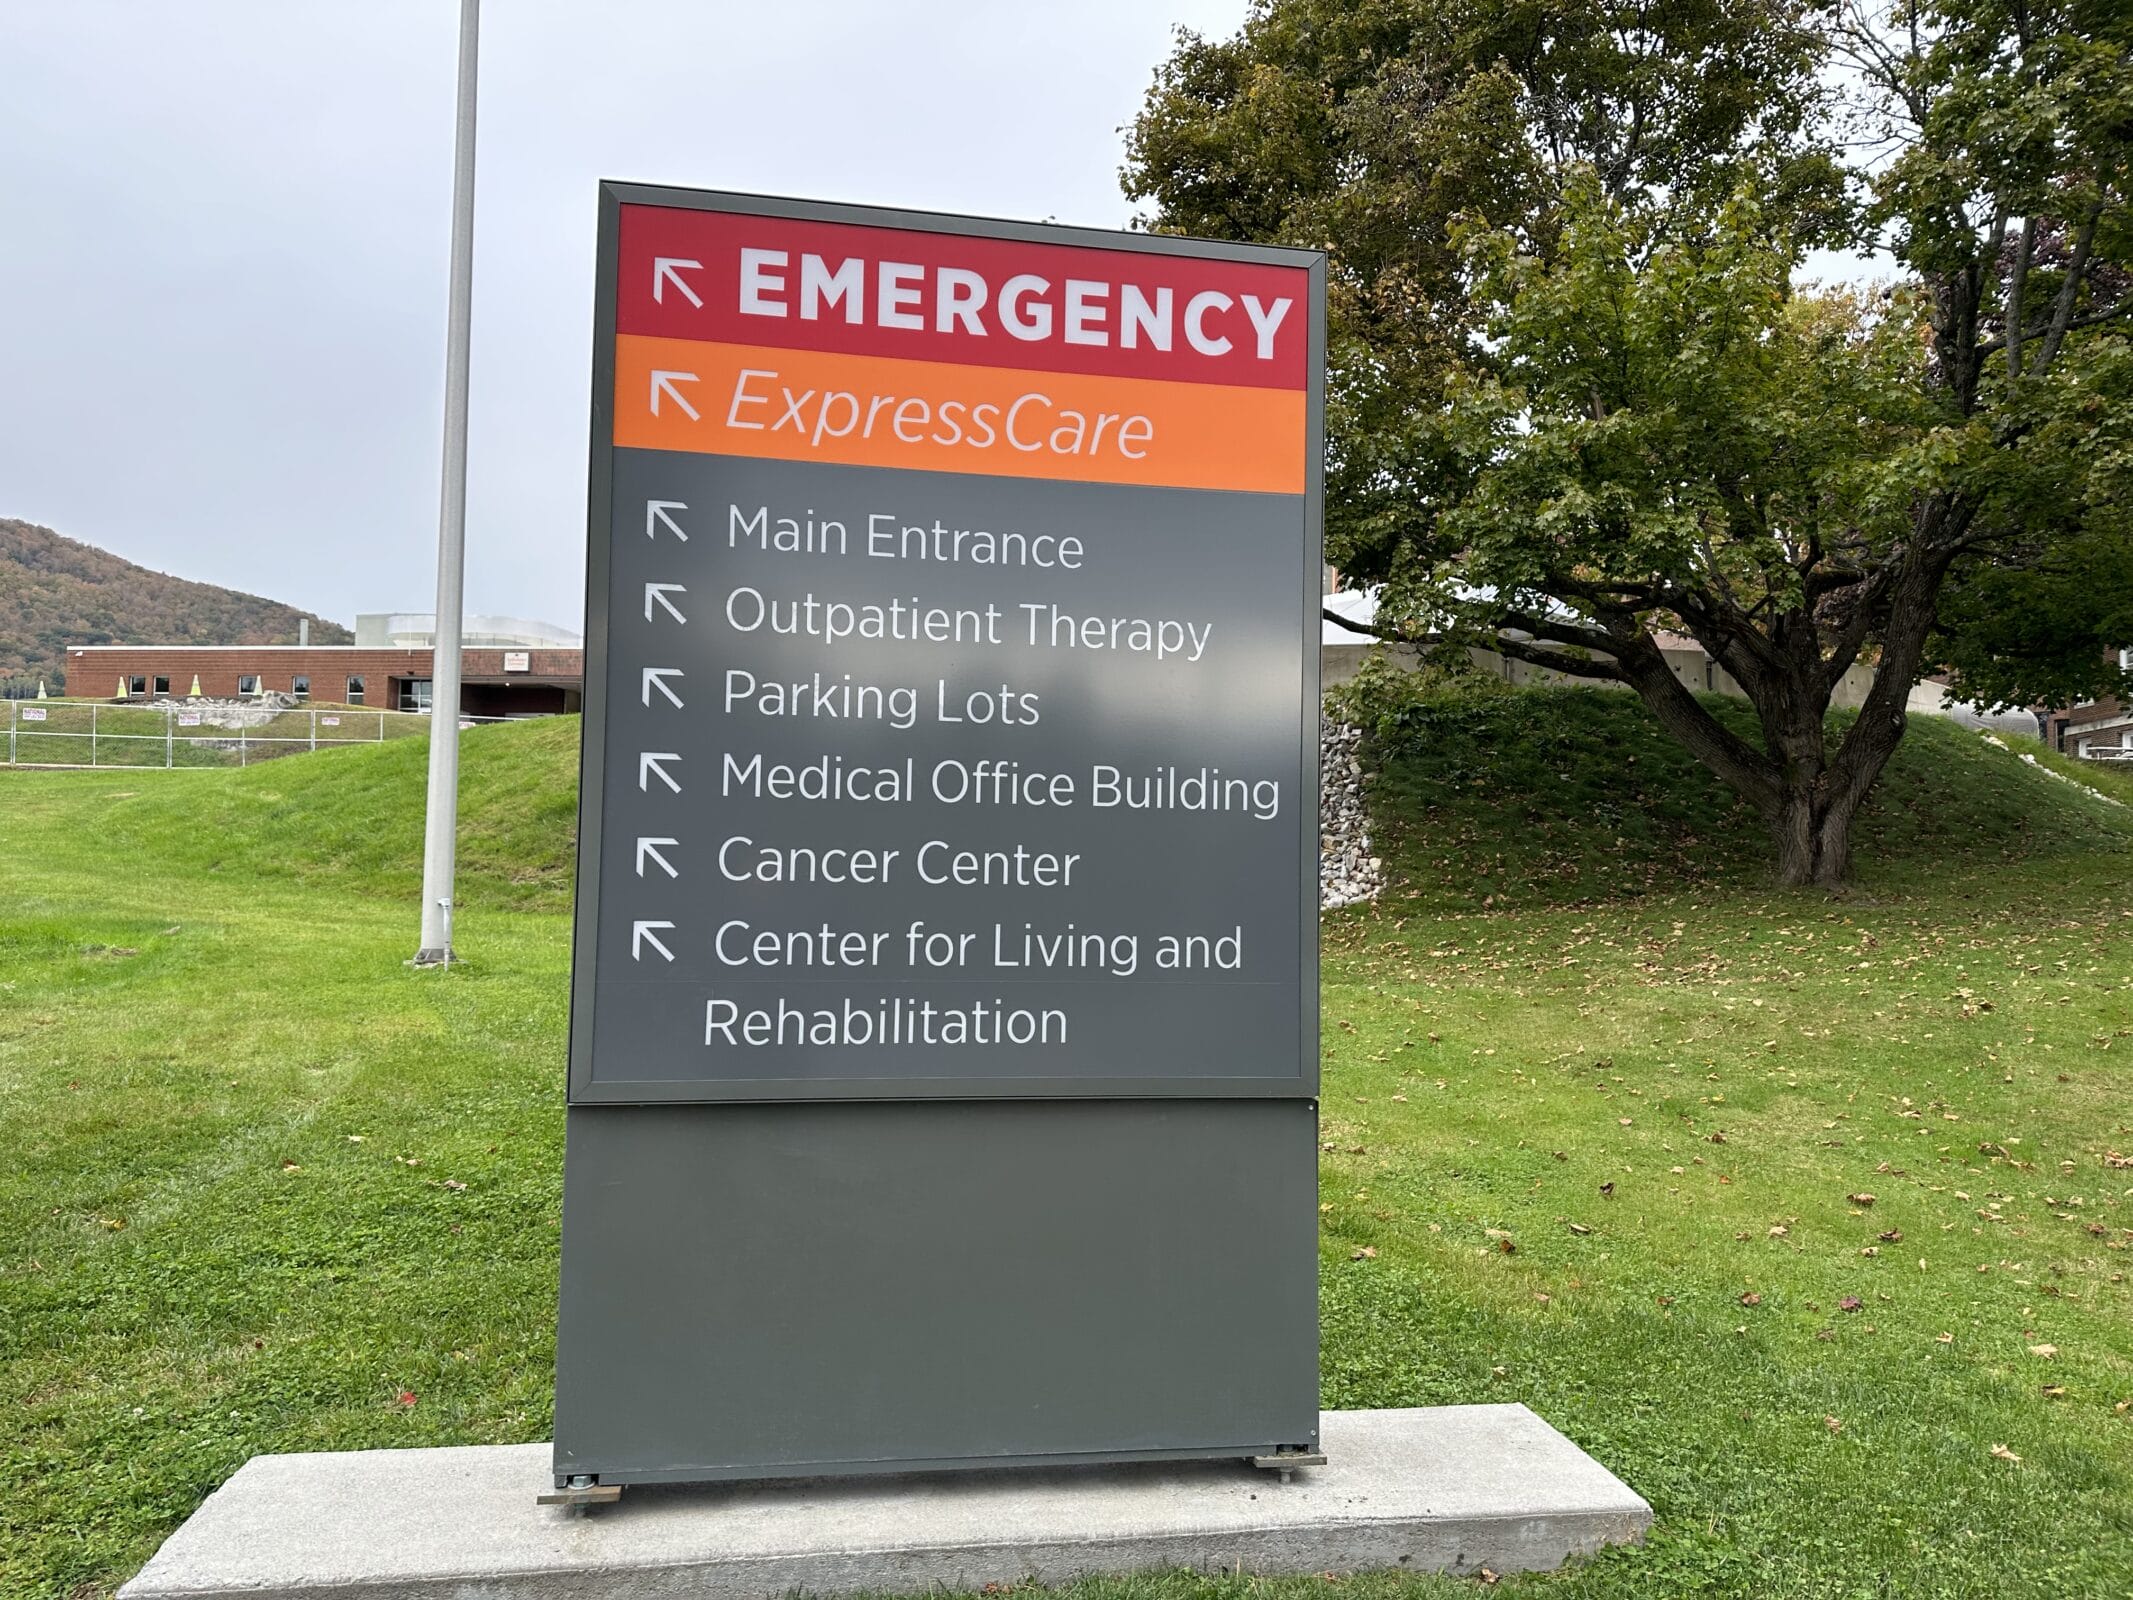 EMERGENCY
ExpressCare
Main Entrance
Outpatient Therapy
Parking Lots
Medical Office Building
Cancer Center
Center for Living and
Rehabilitation